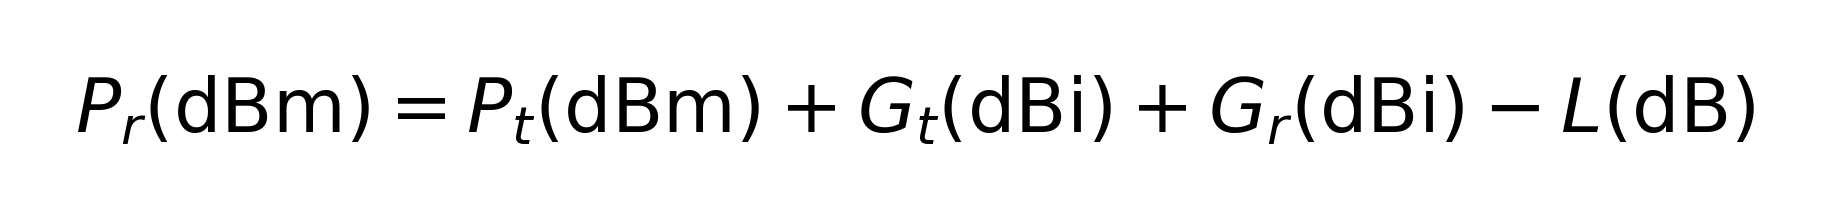 Pᵣ(dBm) = Pₜ(dBm) + Gₜ(dBi) + Gᵣ(dBi) − L(dB)